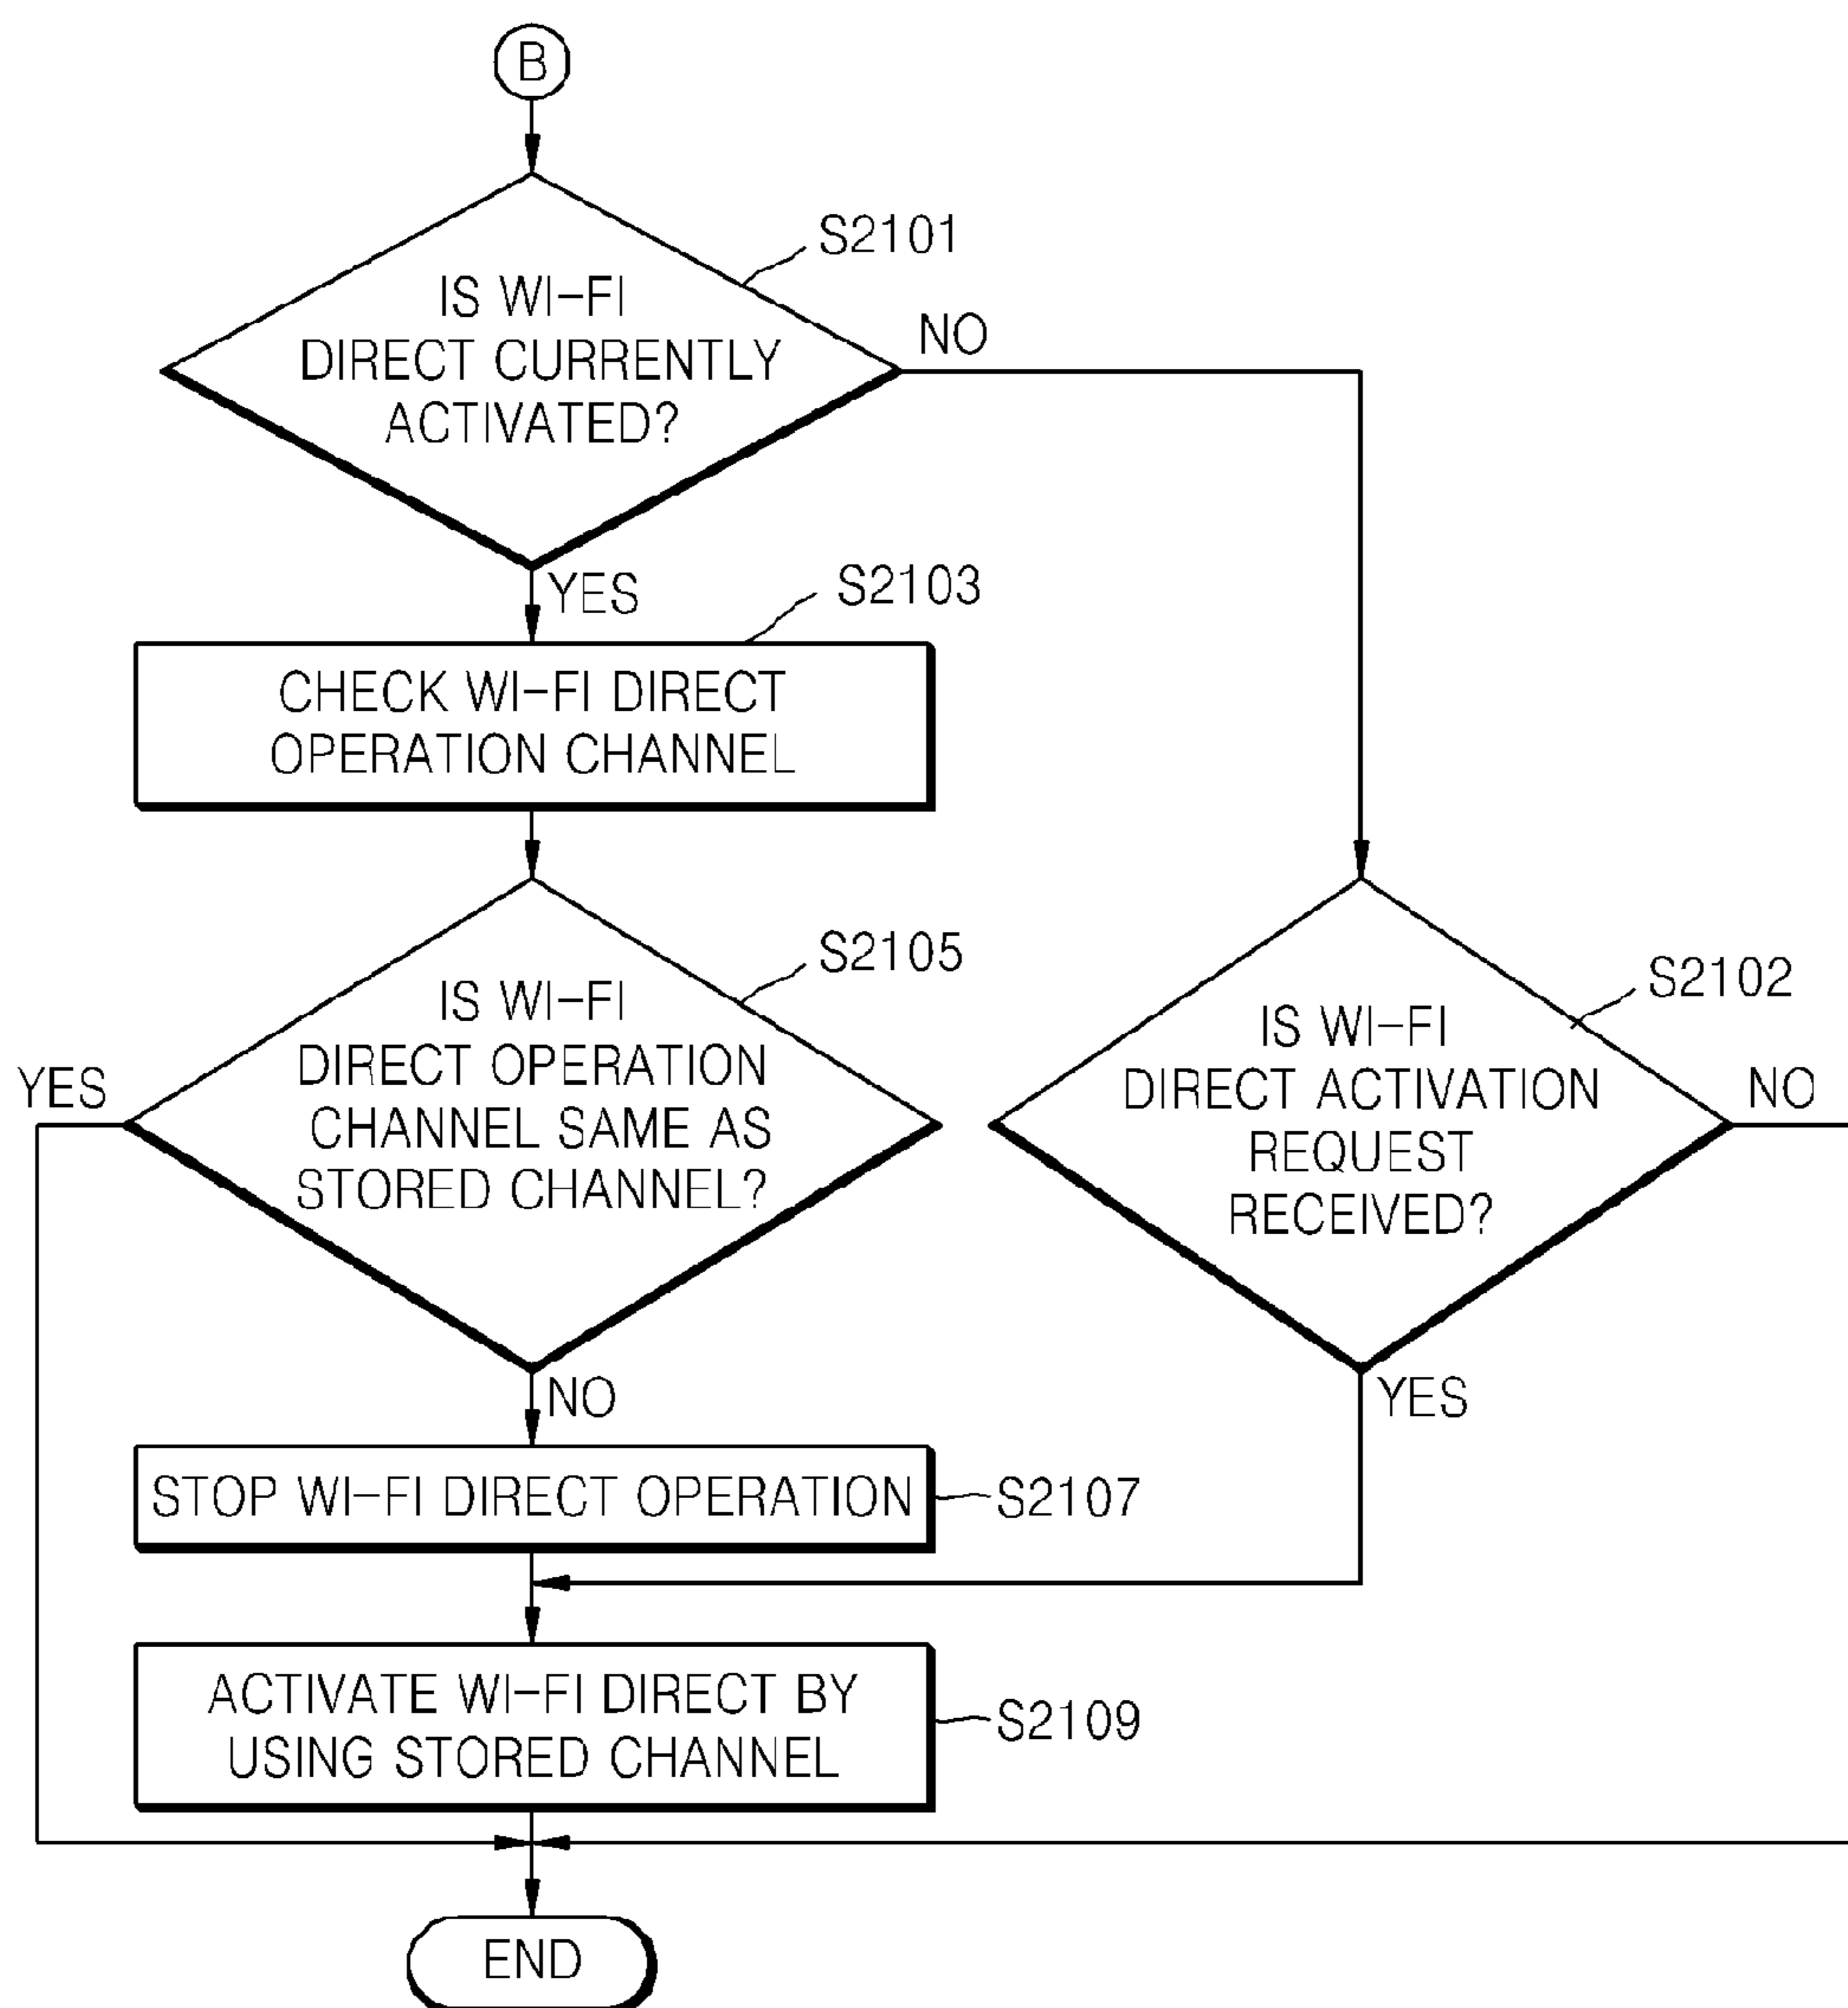 B
S2101
IS WI-FI
DIRECT CURRENTLY
ACTIVATED?
NO
YES
S2103
CHECK WI-FI DIRECT
OPERATION CHANNEL
S2105
IS WI-FI
DIRECT OPERATION
CHANNEL SAME AS
STORED CHANNEL?
YES
NO
S2102
IS WI-FI
DIRECT ACTIVATION
REQUEST
RECEIVED?
NO
YES
STOP WI-FI DIRECT OPERATION
S2107
ACTIVATE WI-FI DIRECT BY
USING STORED CHANNEL
S2109
END